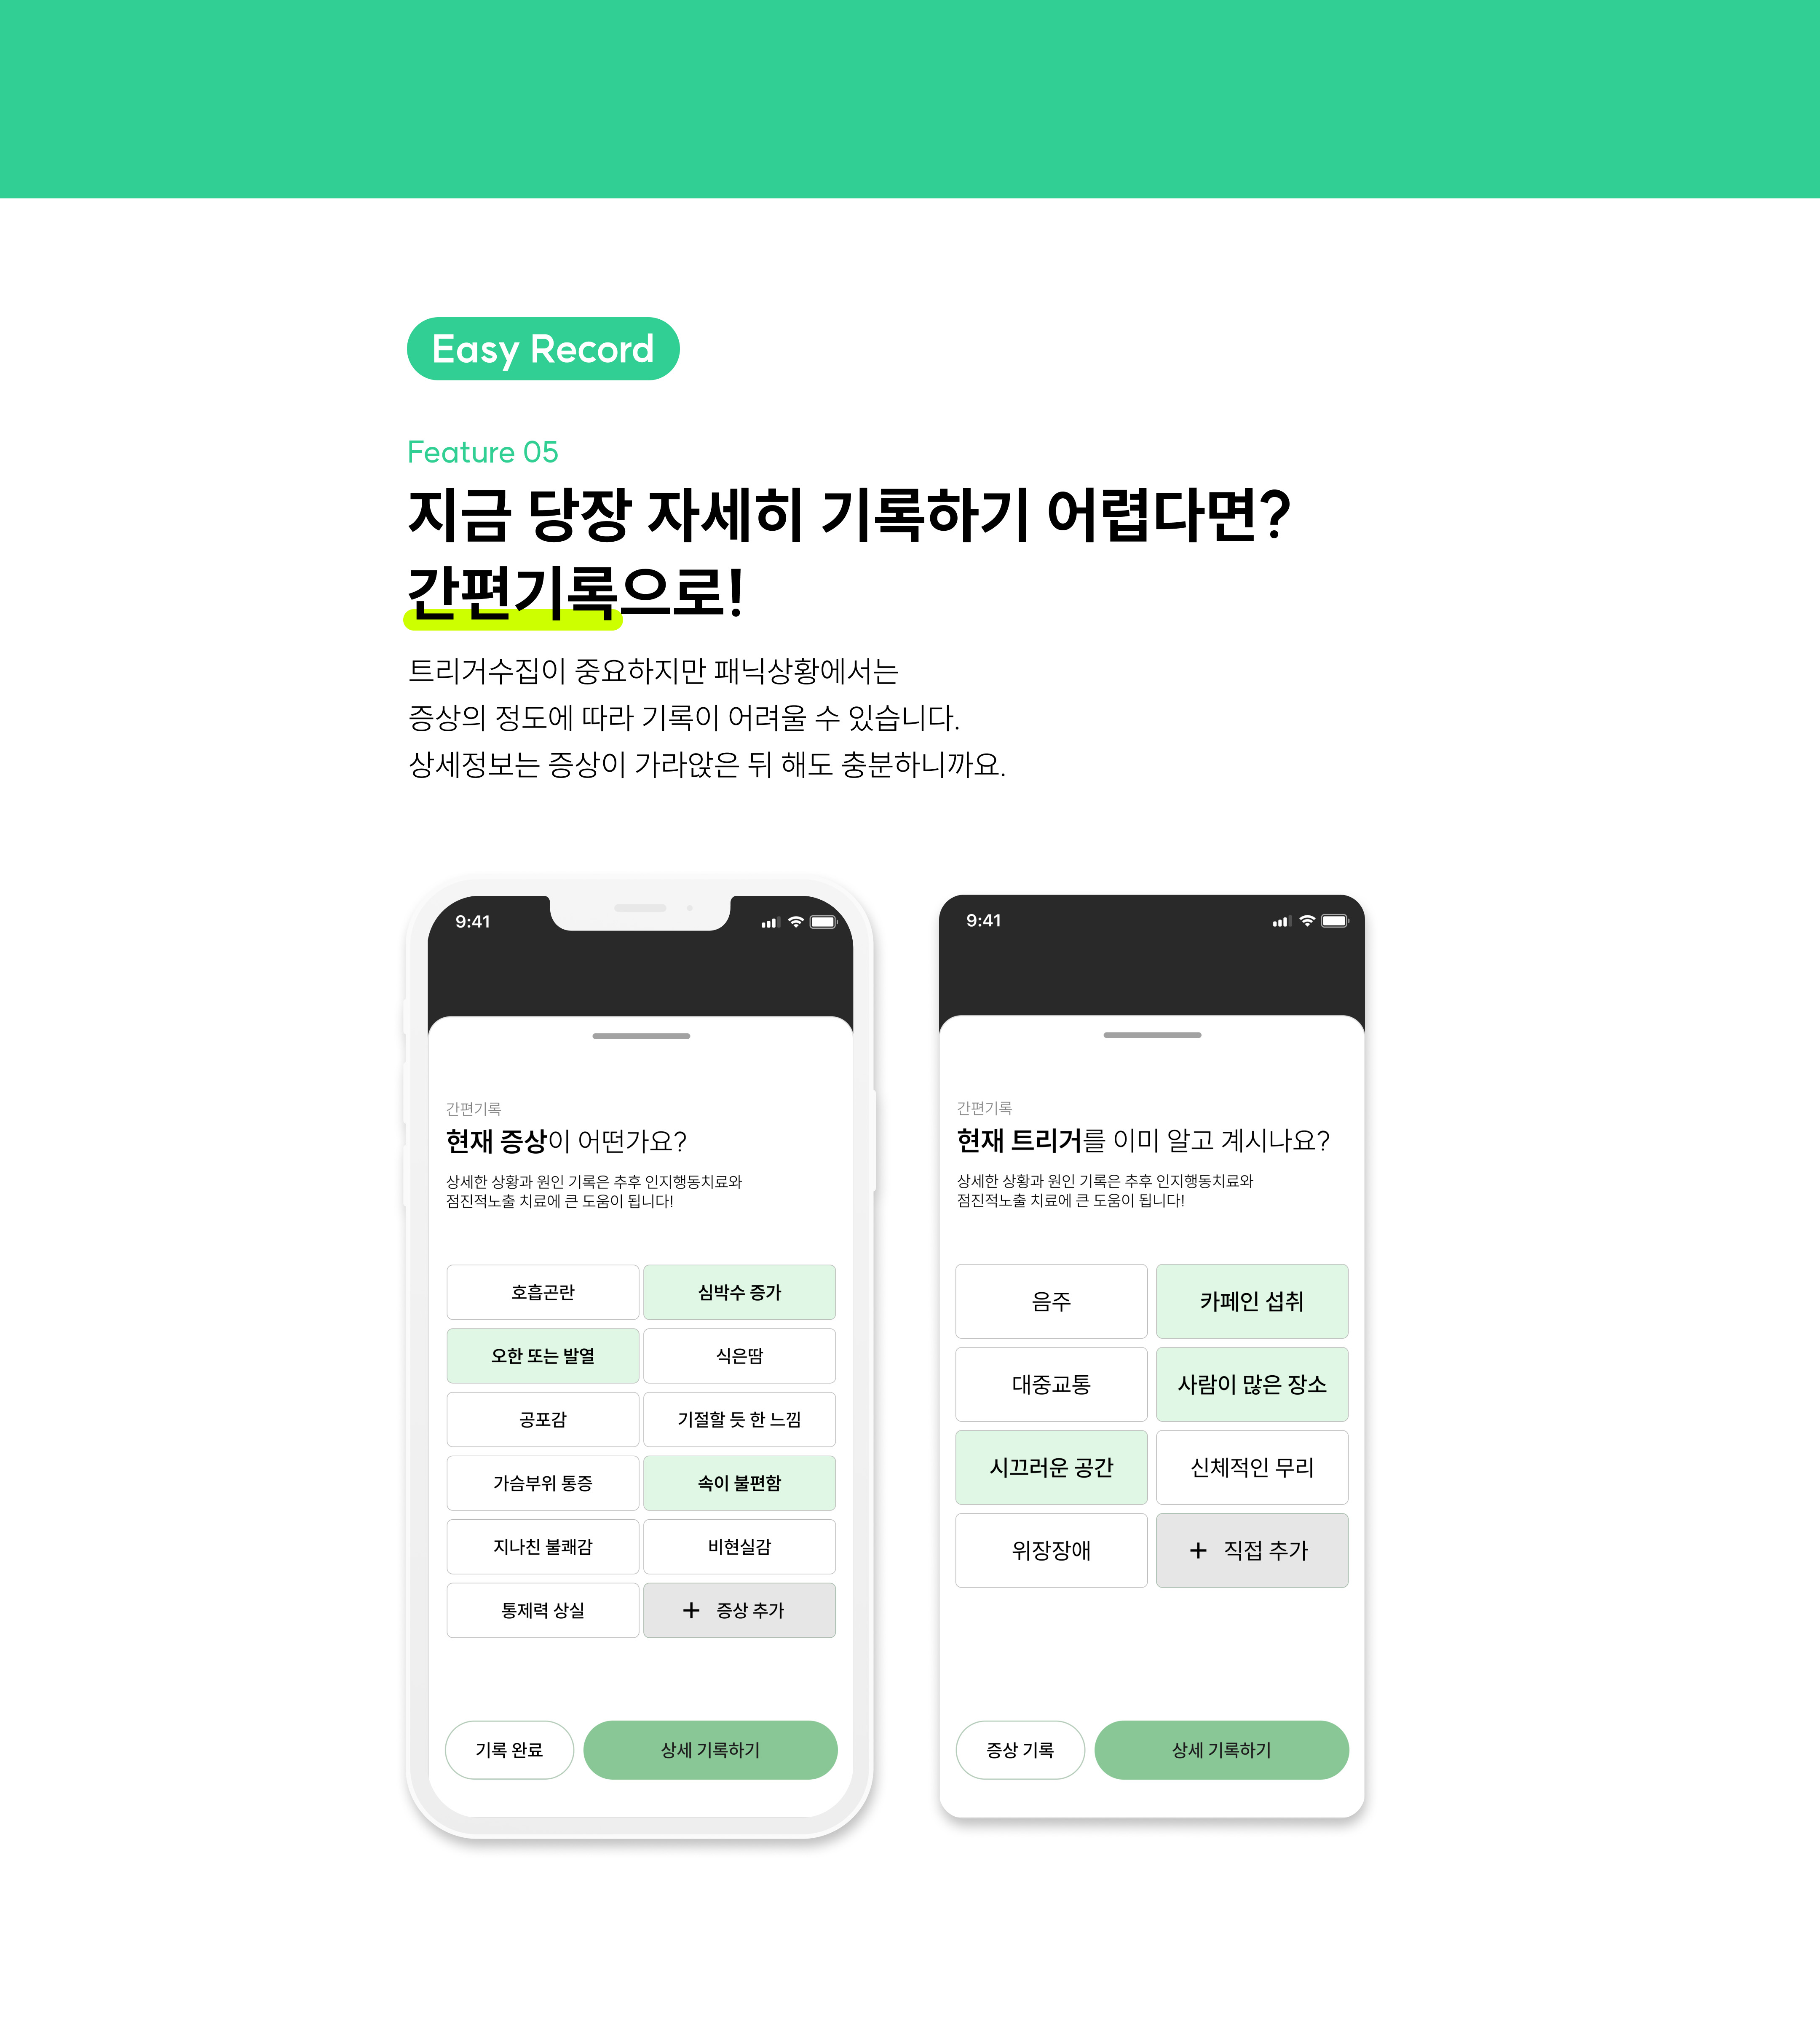 Easy Record
Feature 05
지금 당장 자세히 기록하기 어렵다면?
간편기록으로!
트리거수집이 중요하지만 패닉상황에서는
증상의 정도에 따라 기록이 어려울 수 있습니다.
상세정보는 증상이 가라앉은 뒤 해도 충분하니까요.
9:41
간편기록
현재 증상이 어떤가요?
상세한 상황과 원인 기록은 추후 인지행동치료와
점진적노출 치료에 큰 도움이 됩니다!
호흡곤란
심박수 증가
오한 또는 발열
식은땀
공포감
기절할 듯 한 느낌
가슴부위 통증
속이 불편함
지나친 불쾌감
비현실감
통제력 상실
+ 증상 추가
기록 완료
상세 기록하기
9:41
간편기록
현재 트리거를 이미 알고 계시나요?
상세한 상황과 원인 기록은 추후 인지행동치료와
점진적노출 치료에 큰 도움이 됩니다!
음주
카페인 섭취
대중교통
사람이 많은 장소
시끄러운 공간
신체적인 무리
위장장애
+ 직접 추가
증상 기록
상세 기록하기